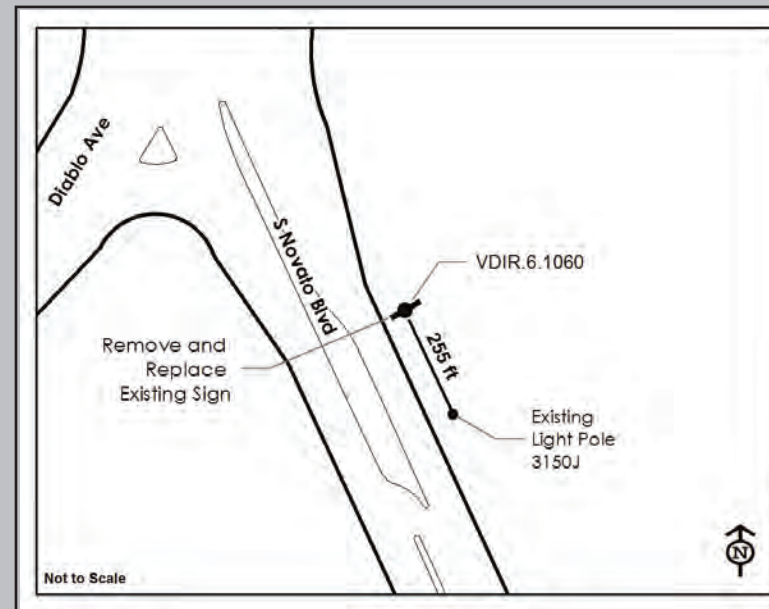 Diablo Ave
S Novato Blvd
VDIR.6.1060
255 ft
Remove and
Replace
Existing Sign
Existing
Light Pole
3150J
N
Not to Scale